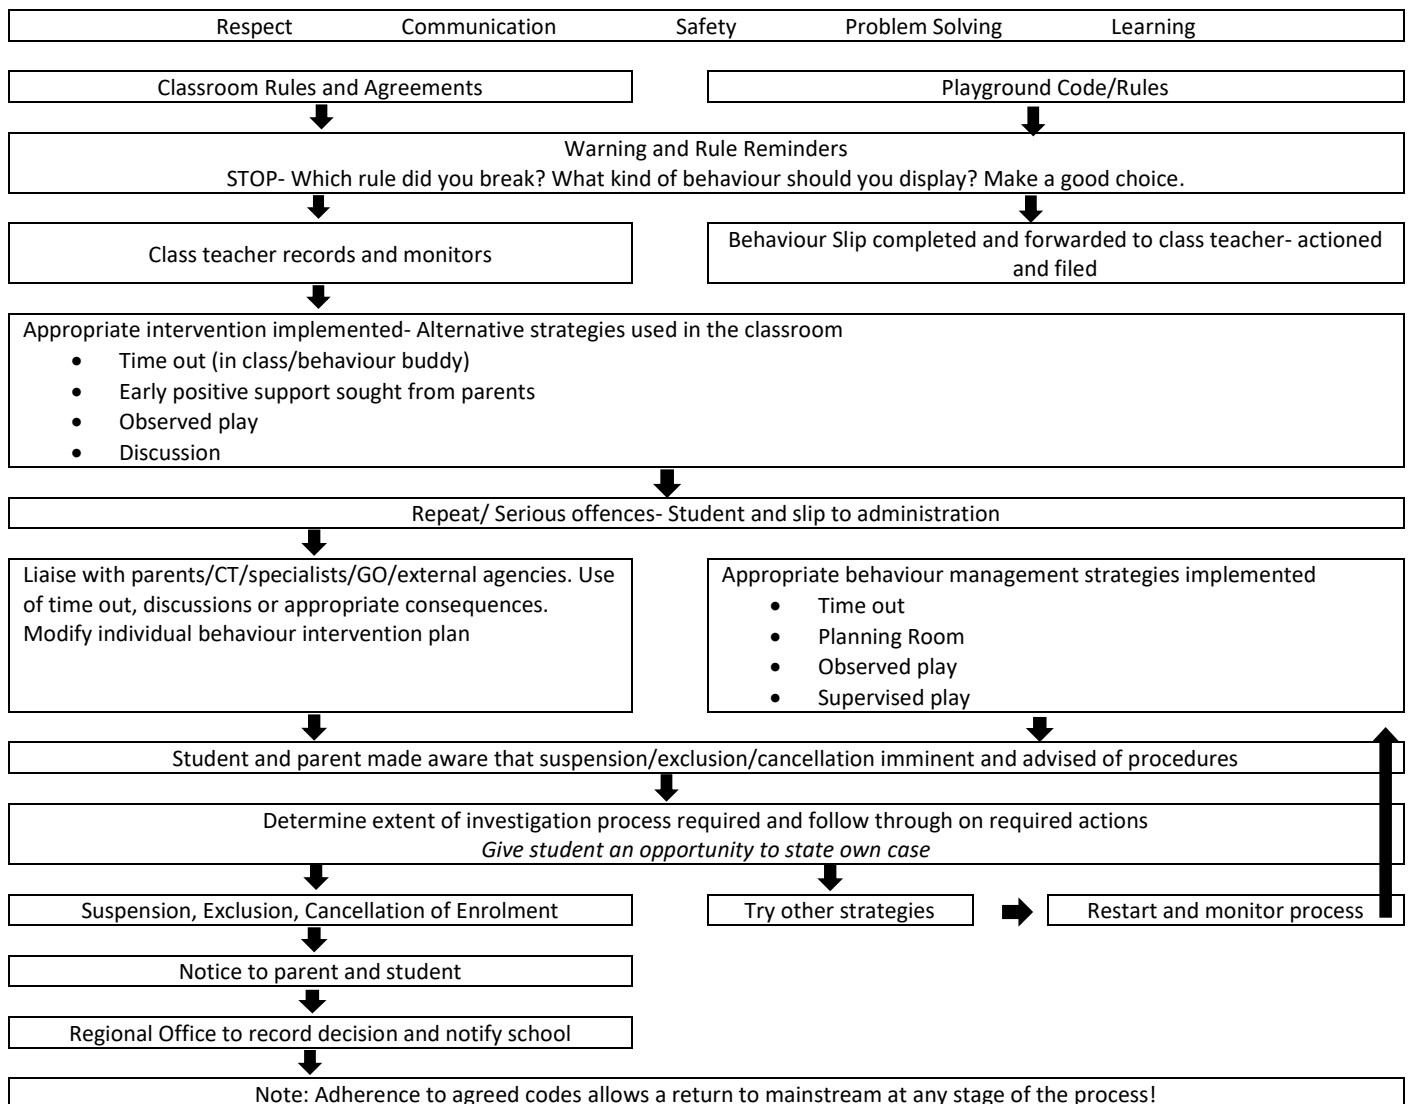 Respect Communication Safety Problem Solving Learning
Classroom Rules and Agreements
Playground Code/Rules
Warning and Rule Reminders
STOP- Which rule did you break? What kind of behaviour should you display? Make a good choice.
Class teacher records and monitors
Behaviour Slip completed and forwarded to class teacher- actioned
and filed
Appropriate intervention implemented- Alternative strategies used in the classroom
• Time out (in class/behaviour buddy)
• Early positive support sought from parents
• Observed play
• Discussion
Repeat/ Serious offences- Student and slip to administration
Liaise with parents/CT/specialists/GO/external agencies. Use
of time out, discussions or appropriate consequences.
Modify individual behaviour intervention plan
Appropriate behaviour management strategies implemented
• Time out
• Planning Room
• Observed play
• Supervised play
Student and parent made aware that suspension/exclusion/cancellation imminent and advised of procedures
Determine extent of investigation process required and follow through on required actions
Give student an opportunity to state own case
Suspension, Exclusion, Cancellation of Enrolment
Try other strategies
Restart and monitor process
Notice to parent and student
Regional Office to record decision and notify school
Note: Adherence to agreed codes allows a return to mainstream at any stage of the process!